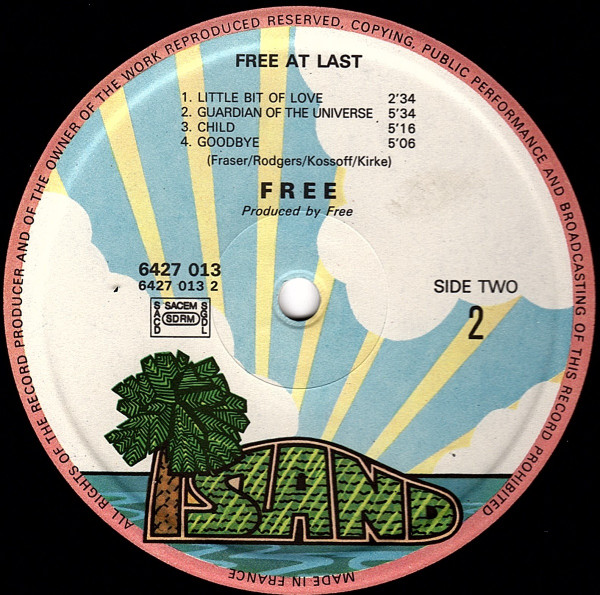 ALL RIGHTS OF THE RECORD PRODUCER AND OF THE OWNER OF THE WORK REPRODUCED RESERVED, COPYING, PUBLIC PERFORMANCE AND BROADCASTING OF THIS RECORD PROHIBITED
FREE AT LAST
1. LITTLE BIT OF LOVE 2'34
2. GUARDIAN OF THE UNIVERSE 5'34
3. CHILD 5'16
4. GOODBYE 5'06
(Fraser/Rodgers/Kossoff/Kirke)
FREE
Produced by Free
6427 013
6427 013 2
SACD SACEM SDRM SGDL
SIDE TWO
2
ISLAND
MADE IN FRANCE